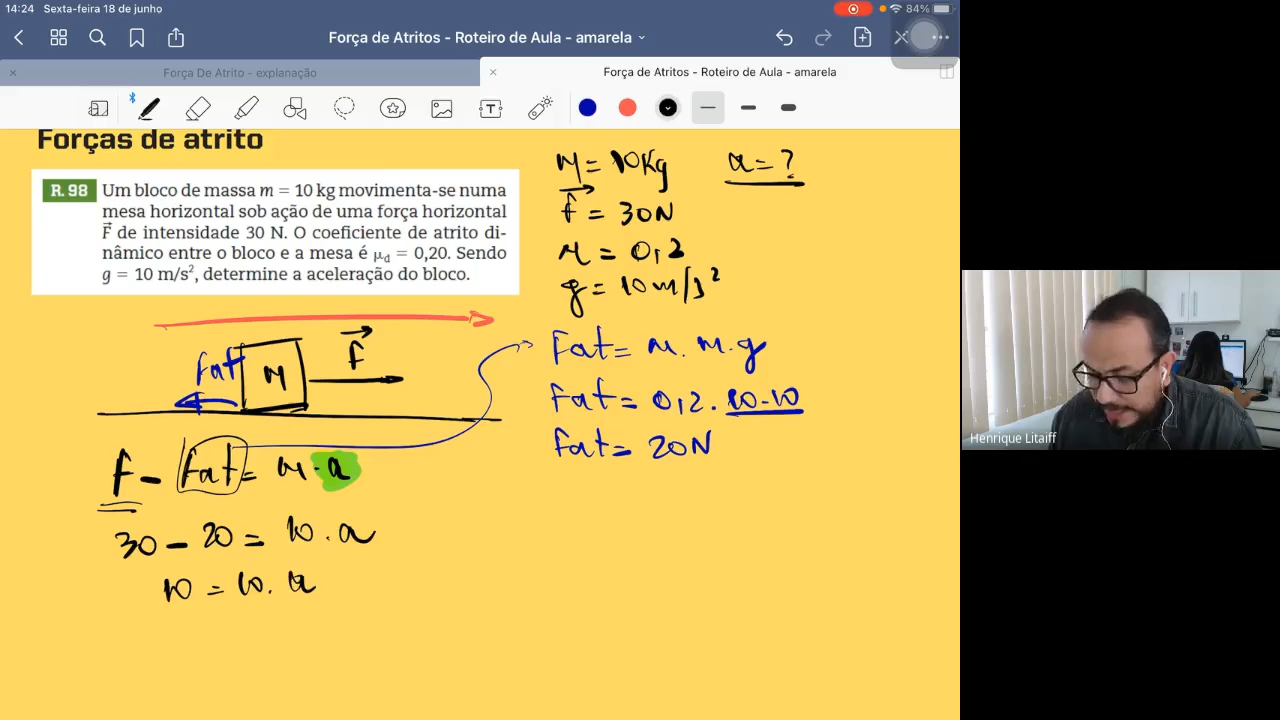 14:24 Sexta-feira 18 de junho
84%
Força de Atritos - Roteiro de Aula - amarela
Força De Atrito - explanação
Força de Atritos - Roteiro de Aula - amarela
Forças de atrito
R. 98 Um bloco de massa m = 10 kg movimenta-se numa
mesa horizontal sob ação de uma força horizontal
F⃗ de intensidade 30 N. O coeficiente de atrito di-
nâmico entre o bloco e a mesa é μd = 0,20. Sendo
g = 10 m/s², determine a aceleração do bloco.
M = 10Kg a = ?
f⃗ = 30N
μ = 0,2
g = 10m/s²
fat M f⃗
fat = μ.m.g
fat = 0,2.10.10
fat = 20N
f - fat = M.a
30 - 20 = 10.a
10 = 10.a
Henrique Litaiff